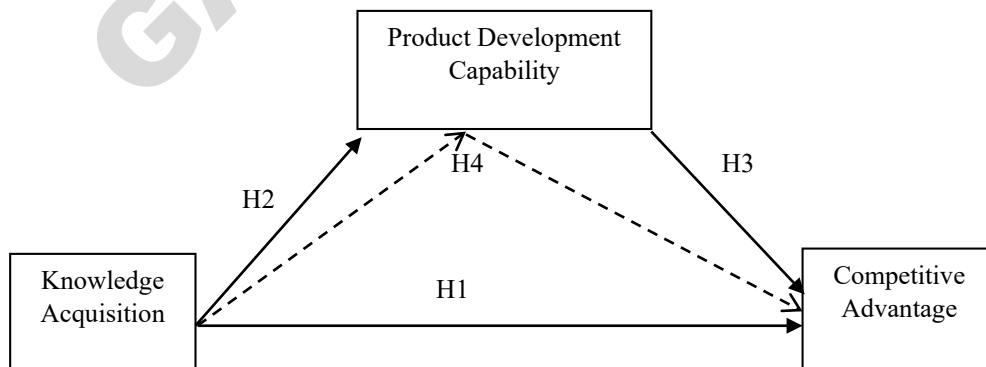 Product Development
Capability
H4
H3
H2
H1
Knowledge
Acquisition
Competitive
Advantage